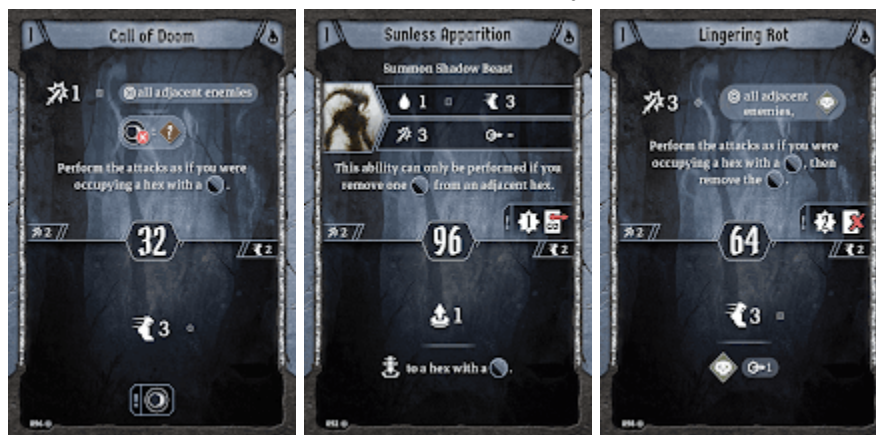 I
Call of Doom
1
all adjacent enemies
: ?
Perform the attacks as if you were
occupying a hex with a .
2
32
2
3
I
Sunless Apparition
Summon Shadow Beast
1
3
3
-
This ability can only be performed if you
remove one from an adjacent hex.
1
2
96
2
1
to a hex with a .
I
Lingering Rot
3
all adjacent
enemies,
Perform the attack as if you were
occupying a hex with a , then
remove the .
2
2
64
2
3
1